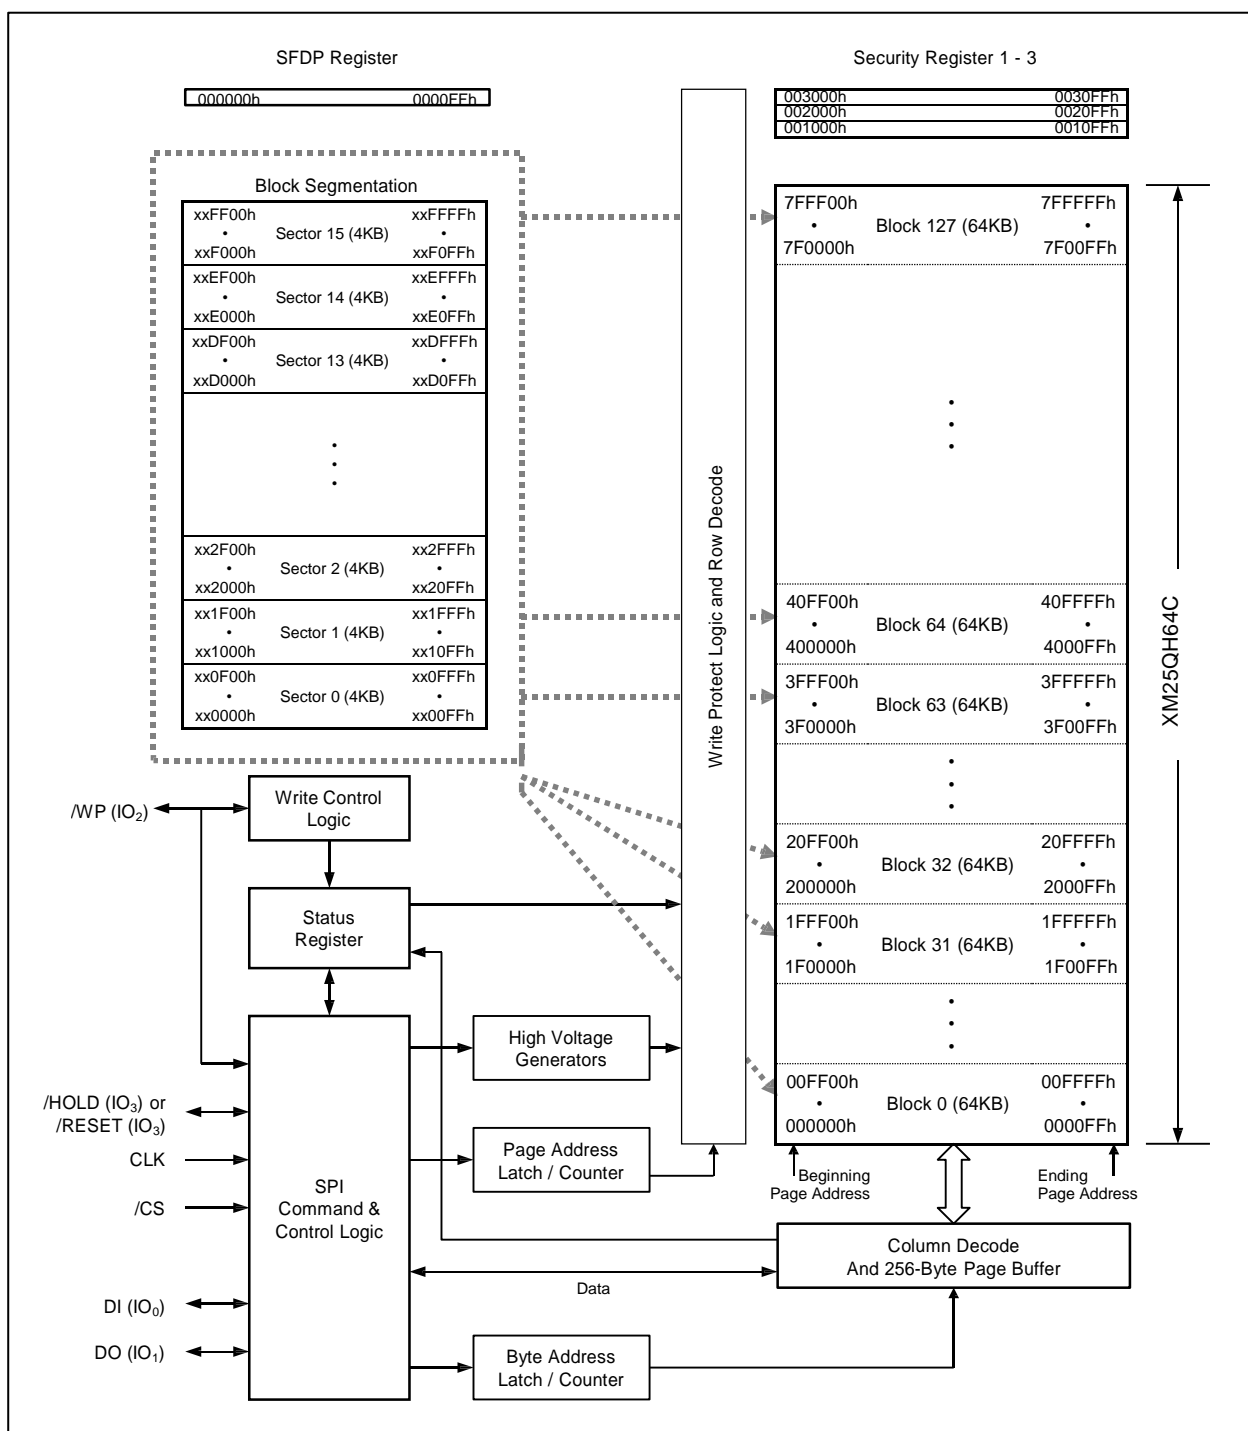 SFDP Register
000000h 0000FFh
Security Register 1 - 3
003000h 0030FFh
002000h 0020FFh
001000h 0010FFh
Block Segmentation
xxFF00h xxFFFFh
• Sector 15 (4KB) •
xxF000h xxF0FFh
xxEF00h xxEFFFh
• Sector 14 (4KB) •
xxE000h xxE0FFh
xxDF00h xxDFFFh
• Sector 13 (4KB) •
xxD000h xxD0FFh
xx2F00h xx2FFFh
• Sector 2 (4KB) •
xx2000h xx20FFh
xx1F00h xx1FFFh
• Sector 1 (4KB) •
xx1000h xx10FFh
xx0F00h xx0FFFh
• Sector 0 (4KB) •
xx0000h xx00FFh
Write Protect Logic and Row Decode
7FFF00h 7FFFFFh
• Block 127 (64KB) •
7F0000h 7F00FFh
40FF00h 40FFFFh
• Block 64 (64KB) •
400000h 4000FFh
3FFF00h 3FFFFFh
• Block 63 (64KB) •
3F0000h 3F00FFh
20FF00h 20FFFFh
• Block 32 (64KB) •
200000h 2000FFh
1FFF00h 1FFFFFh
• Block 31 (64KB) •
1F0000h 1F00FFh
00FF00h 00FFFFh
• Block 0 (64KB) •
000000h 0000FFh
XM25QH64C
Beginning
Page Address
Ending
Page Address
/WP (IO2)
Write Control
Logic
Status
Register
High Voltage
Generators
/HOLD (IO3) or
/RESET (IO3)
CLK
/CS
DI (IO0)
DO (IO1)
SPI
Command &
Control Logic
Page Address
Latch / Counter
Column Decode
And 256-Byte Page Buffer
Data
Byte Address
Latch / Counter